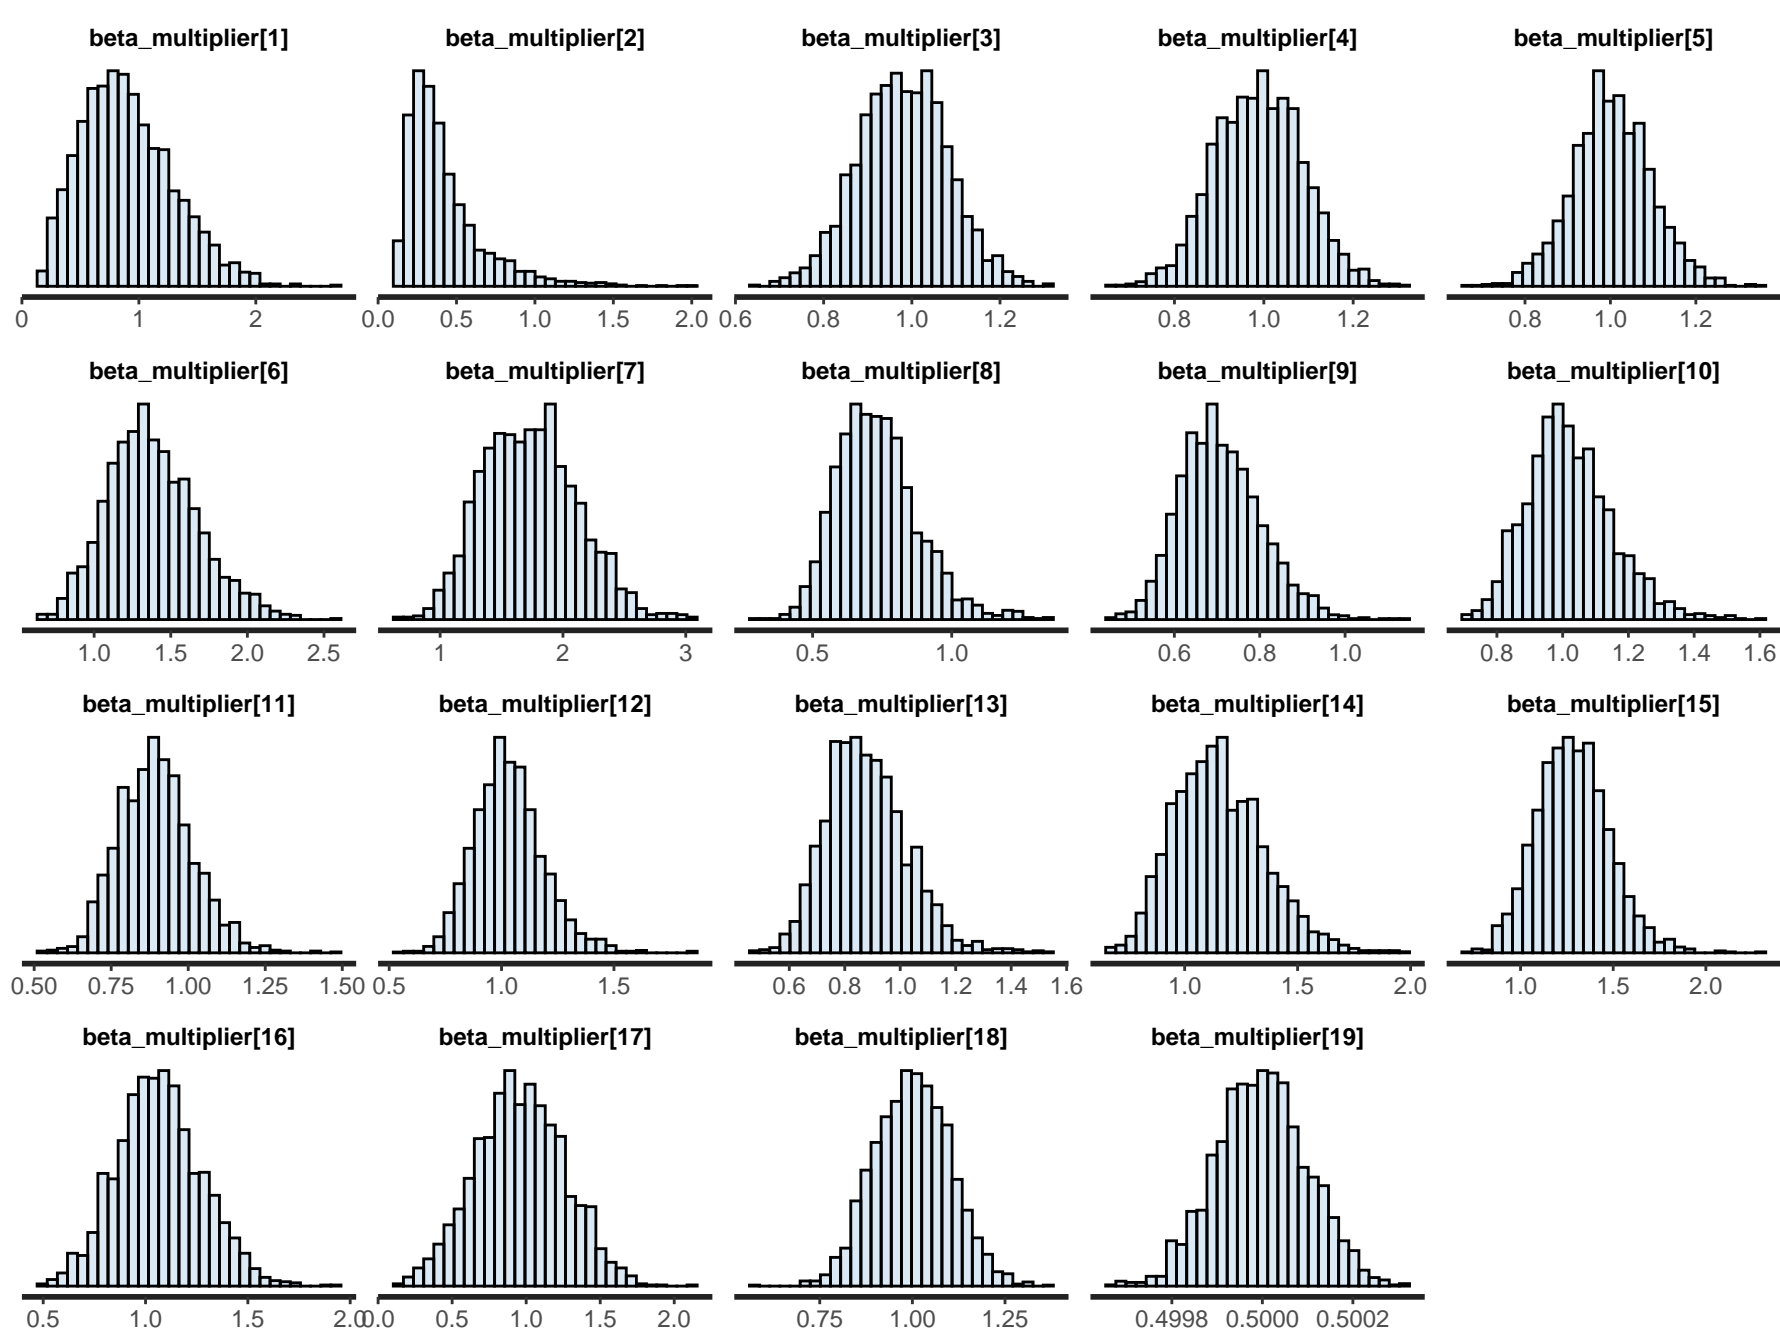 beta_multiplier[1] beta_multiplier[2] beta_multiplier[3] beta_multiplier[4] beta_multiplier[5]
0 1 2 0.0 0.5 1.0 1.5 2.0 0.6 0.8 1.0 1.2 0.8 1.0 1.2 0.8 1.0 1.2
beta_multiplier[6] beta_multiplier[7] beta_multiplier[8] beta_multiplier[9] beta_multiplier[10]
1.0 1.5 2.0 2.5 1 2 3 0.5 1.0 0.6 0.8 1.0 0.8 1.0 1.2 1.4 1.6
beta_multiplier[11] beta_multiplier[12] beta_multiplier[13] beta_multiplier[14] beta_multiplier[15]
0.50 0.75 1.00 1.25 1.50 0.5 1.0 1.5 0.6 0.8 1.0 1.2 1.4 1.6 1.0 1.5 2.0 1.0 1.5 2.0
beta_multiplier[16] beta_multiplier[17] beta_multiplier[18] beta_multiplier[19]
0.5 1.0 1.5 2.0 0.0 0.5 1.0 1.5 2.0 0.75 1.00 1.25 0.4998 0.5000 0.5002